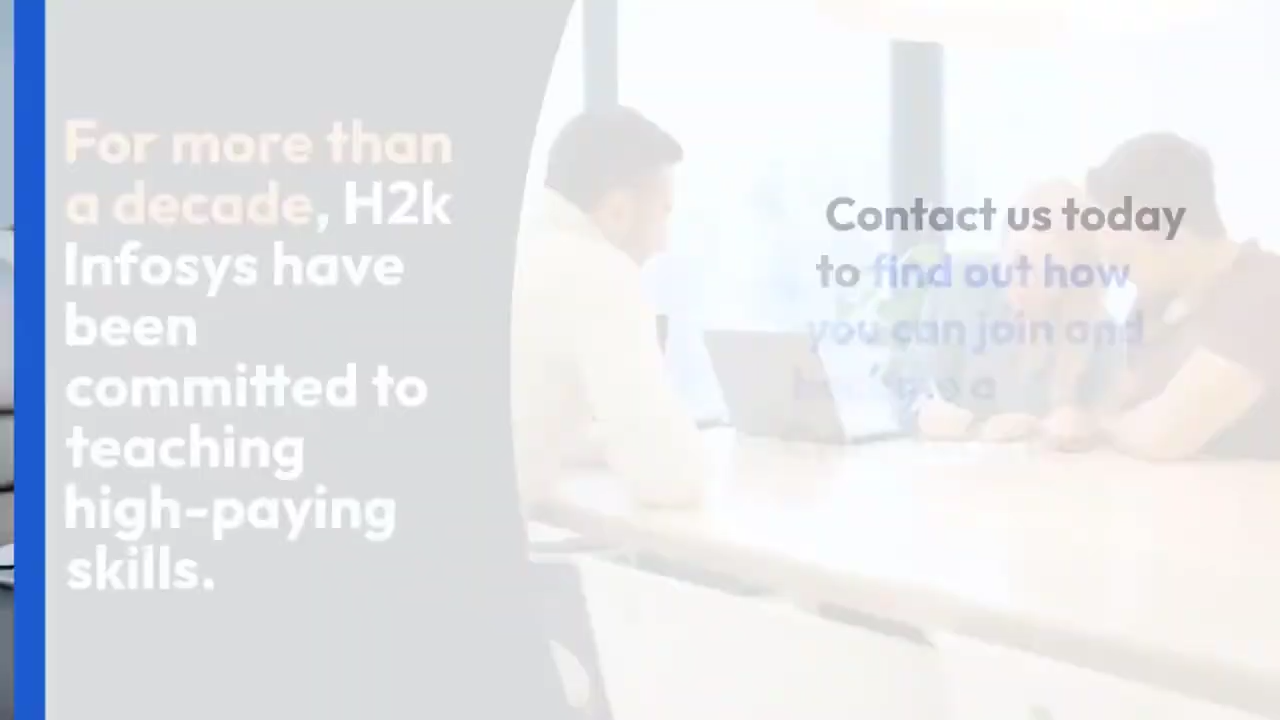 For more than
a decade, H2k
Infosys have
been
committed to
teaching
high-paying
skills.
Contact us today
to find out how
you can join and
a